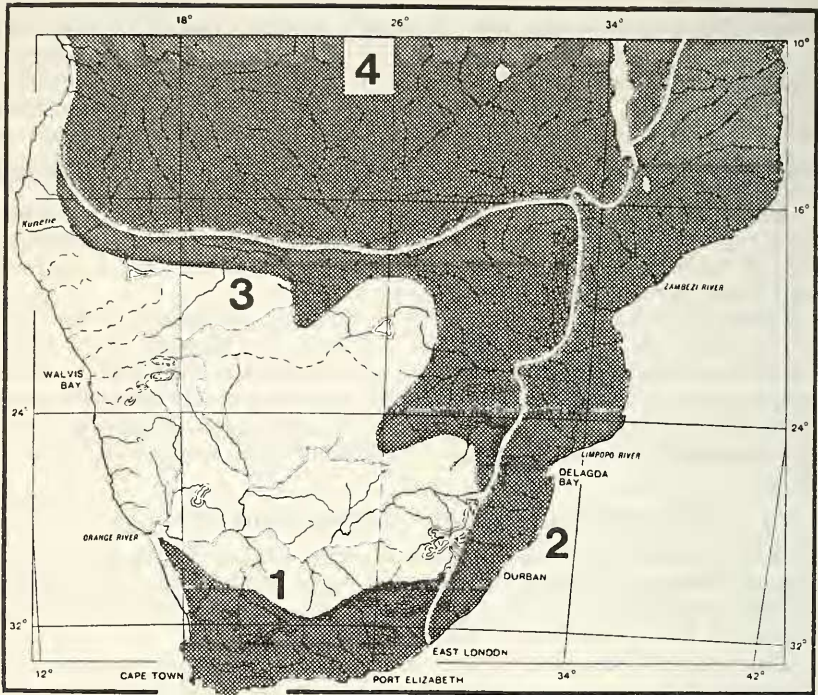 18°
26°
34°
10°
4
16°
Kunene
3
ZAMBEZI RIVER
WALVIS
BAY
24°
24°
LIMPOPO RIVER
DELAGOA
BAY
ORANGE RIVER
2
1
DURBAN
32°
32°
EAST LONDON
12°
CAPE TOWN
PORT ELIZABETH
34°
42°